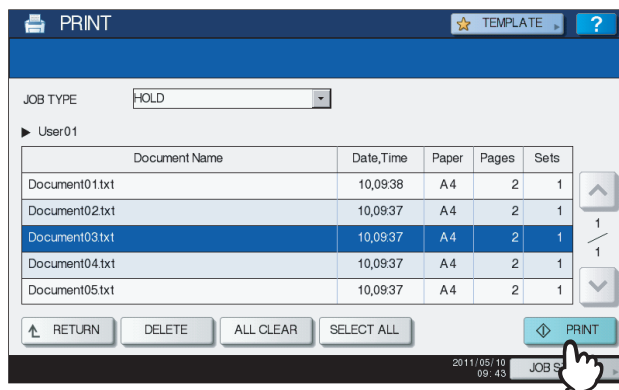 PRINT TEMPLATE ?
JOB TYPE HOLD
User01
Document Name Date,Time Paper Pages Sets
Document01.txt 10,09:38 A4 2 1
Document02.txt 10,09:37 A4 2 1
Document03.txt 10,09:37 A4 2 1
Document04.txt 10,09:37 A4 2 1
Document05.txt 10,09:37 A4 2 1
1
1
RETURN DELETE ALL CLEAR SELECT ALL PRINT
2011/05/10
09:43 JOB S